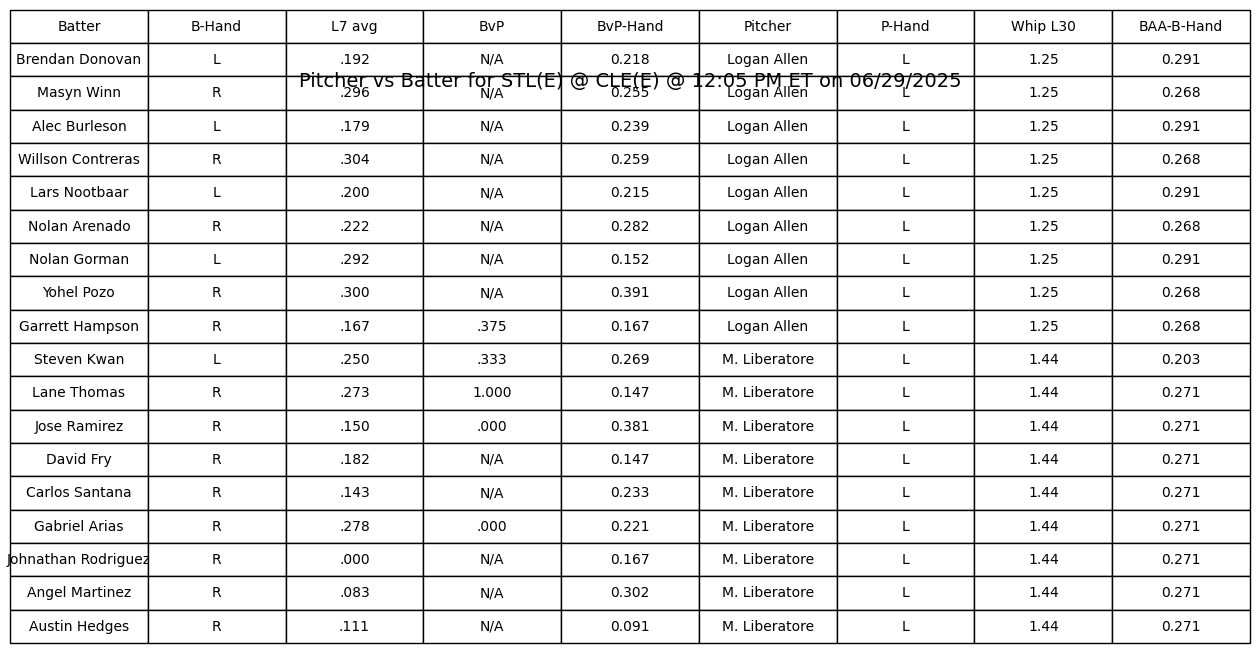 Batter B-Hand L7 avg BvP BvP-Hand Pitcher P-Hand Whip L30 BAA-B-Hand
Brendan Donovan L .192 N/A 0.218 Logan Allen L 1.25 0.291
Pitcher vs Batter for STL(E) @ CLE(E) @ 12:05 PM ET on 06/29/2025
Masyn Winn R .296 N/A 0.255 Logan Allen L 1.25 0.268
Alec Burleson L .179 N/A 0.239 Logan Allen L 1.25 0.291
Willson Contreras R .304 N/A 0.259 Logan Allen L 1.25 0.268
Lars Nootbaar L .200 N/A 0.215 Logan Allen L 1.25 0.291
Nolan Arenado R .222 N/A 0.282 Logan Allen L 1.25 0.268
Nolan Gorman L .292 N/A 0.152 Logan Allen L 1.25 0.291
Yohel Pozo R .300 N/A 0.391 Logan Allen L 1.25 0.268
Garrett Hampson R .167 .375 0.167 Logan Allen L 1.25 0.268
Steven Kwan L .250 .333 0.269 M. Liberatore L 1.44 0.203
Lane Thomas R .273 1.000 0.147 M. Liberatore L 1.44 0.271
Jose Ramirez R .150 .000 0.381 M. Liberatore L 1.44 0.271
David Fry R .182 N/A 0.147 M. Liberatore L 1.44 0.271
Carlos Santana R .143 N/A 0.233 M. Liberatore L 1.44 0.271
Gabriel Arias R .278 .000 0.221 M. Liberatore L 1.44 0.271
Johnathan Rodriguez R .000 N/A 0.167 M. Liberatore L 1.44 0.271
Angel Martinez R .083 N/A 0.302 M. Liberatore L 1.44 0.271
Austin Hedges R .111 N/A 0.091 M. Liberatore L 1.44 0.271